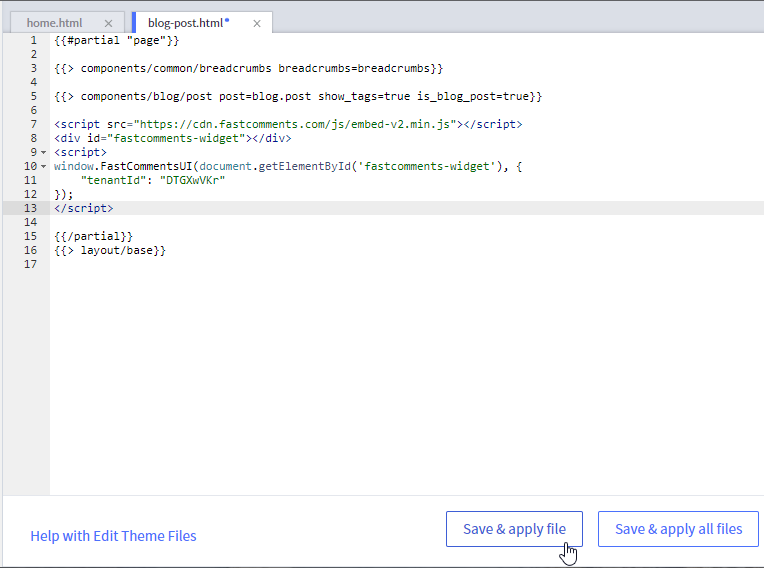 home.html × blog-post.html• ×
1 {{#partial "page"}}
2
3 {{> components/common/breadcrumbs breadcrumbs=breadcrumbs}}
4
5 {{> components/blog/post post=blog.post show_tags=true is_blog_post=true}}
6
7 <script src="https://cdn.fastcomments.com/js/embed-v2.min.js"></script>
8 <div id="fastcomments-widget"></div>
9 <script>
10 window.FastCommentsUI(document.getElementById('fastcomments-widget'), {
11     "tenantId": "DTGXwVKr"
12 });
13 </script>
14
15 {{/partial}}
16 {{> layout/base}}
17
Help with Edit Theme Files Save & apply file Save & apply all files